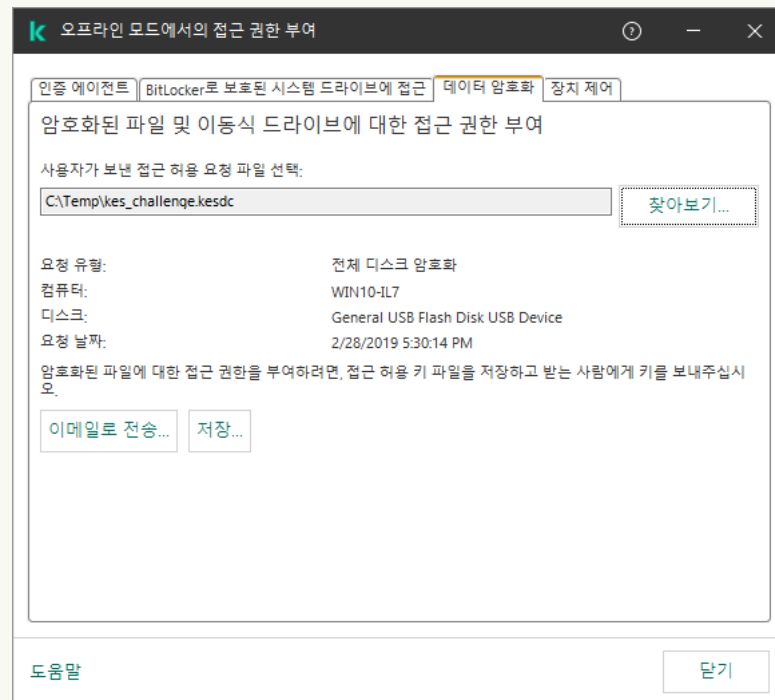 오프라인 모드에서의 접근 권한 부여
인증 에이전트 BitLocker로 보호된 시스템 드라이브에 접근 데이터 암호화 장치 제어
암호화된 파일 및 이동식 드라이브에 대한 접근 권한 부여
사용자가 보낸 접근 허용 요청 파일 선택:
C:\Temp\kes_challenge.kesdc 찾아보기...
요청 유형: 전체 디스크 암호화
컴퓨터: WIN10-IL7
디스크: General USB Flash Disk USB Device
요청 날짜: 2/28/2019 5:30:14 PM
암호화된 파일에 대한 접근 권한을 부여하려면, 접근 허용 키 파일을 저장하고 받는 사람에게 키를 보내주십시
오.
이메일로 전송... 저장...
도움말 닫기